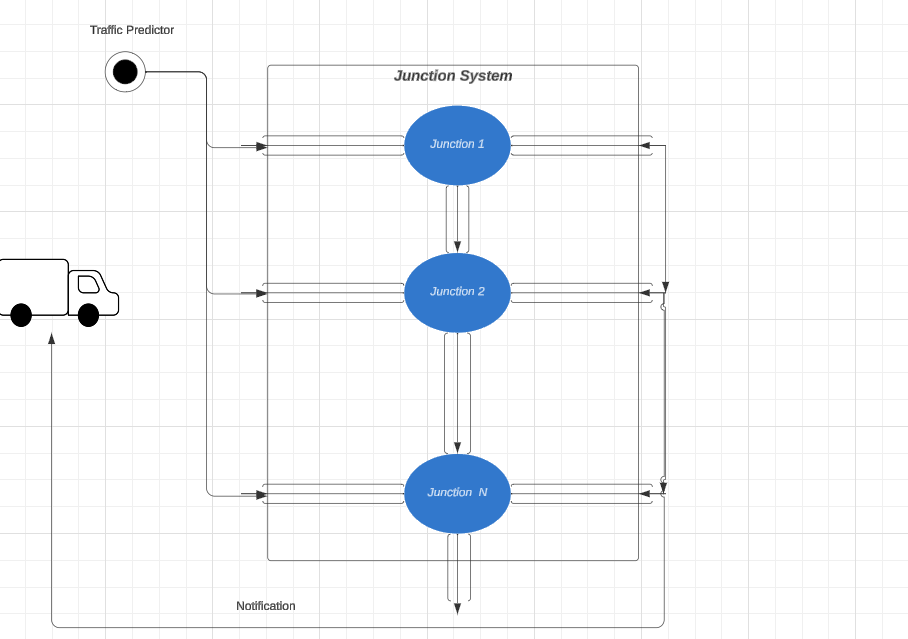 Traffic Predictor
Junction System
Junction 1
Junction 2
Junction N
Notification